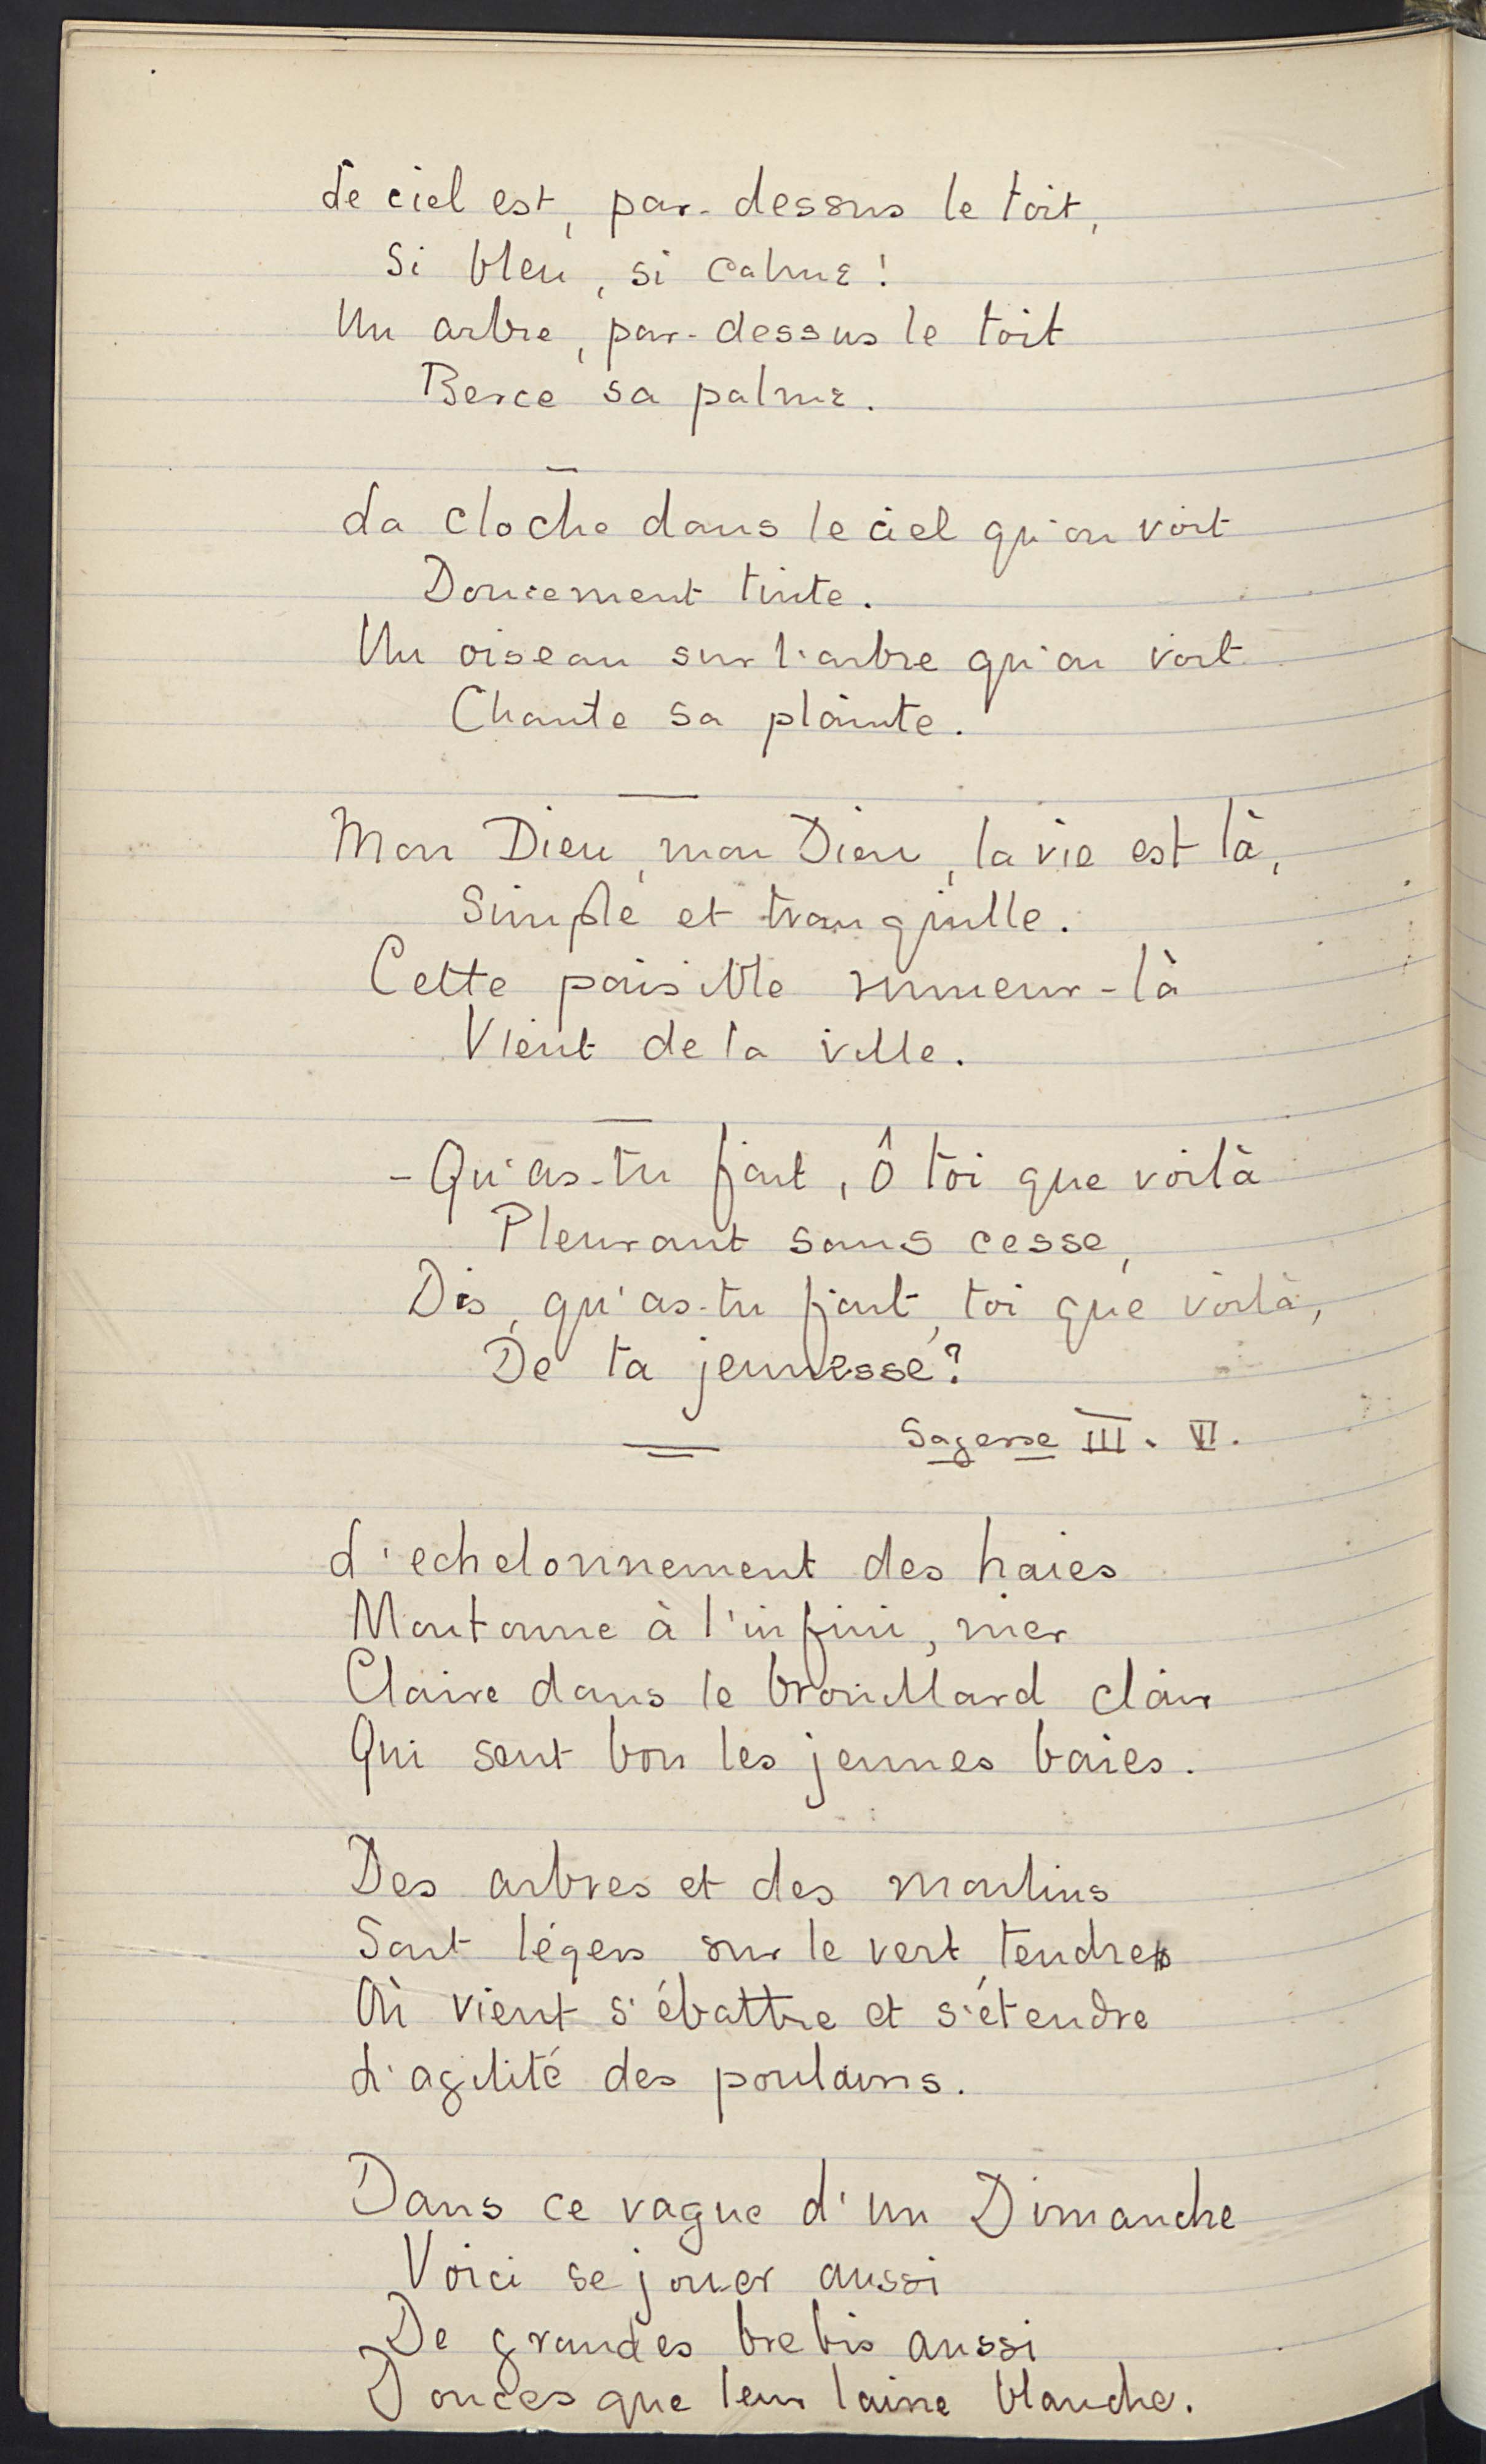 Le ciel est, par-dessus le toit,
Si bleu, si calme!
Un arbre, par-dessus le toit
Berce sa palme.
La cloche dans le ciel qu'on voit
Doucement tinte.
Un oiseau sur l'arbre qu'on voit
Chante sa plainte.
Mon Dieu, mon Dieu, la vie est là,
Simple et tranquille.
Cette paisible rumeur-là
Vient de la ville.
- Qu'as-tu fait, ô toi que voilà
Pleurant sans cesse,
Dis, qu'as-tu fait, toi que voilà,
De ta jeunesse?
Sagesse III. VI.
L'echelonnement des haies
Moutonne à l'infini, mer
Claire dans le brouillard clair
Qui sent bon les jeunes baies.
Des arbres et des moulins
Sont légers sur le vert tendre
Où vient s'ébattre et s'étendre
L'agilité des poulains.
Dans ce vague d'un Dimanche
Voici se jouer aussi
De grandes brebis aussi
Douces que leur laine blanche.